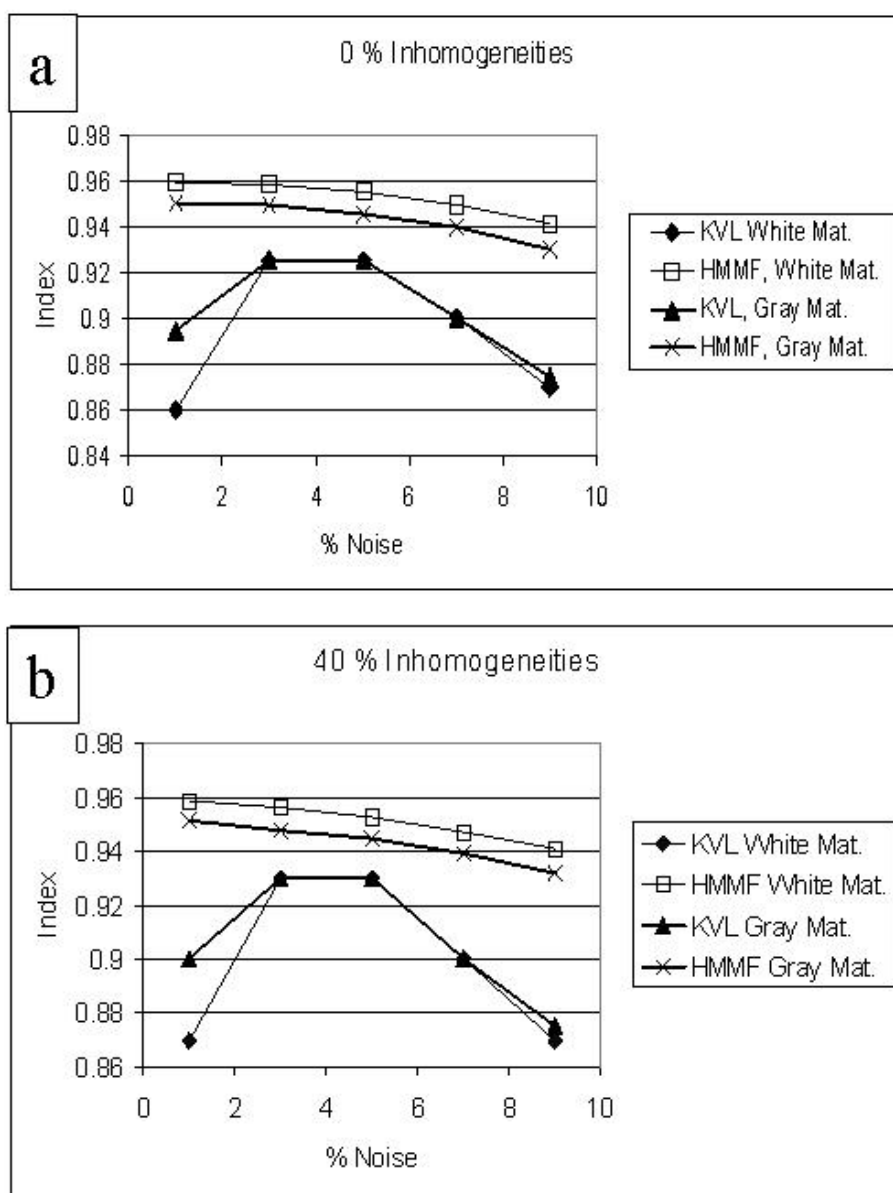 a
0 % Inhomogeneities
0.98
0.96
0.94
0.92
0.9
0.88
0.86
0.84
Index
0 2 4 6 8 10
% Noise
KVL White Mat.
HMMF, White Mat.
KVL, Gray Mat.
HMMF, Gray Mat.
b
40 % Inhomogeneities
0.98
0.96
0.94
0.92
0.9
0.88
0.86
Index
0 2 4 6 8 10
% Noise
KVL White Mat.
HMMF White Mat.
KVL Gray Mat.
HMMF Gray Mat.